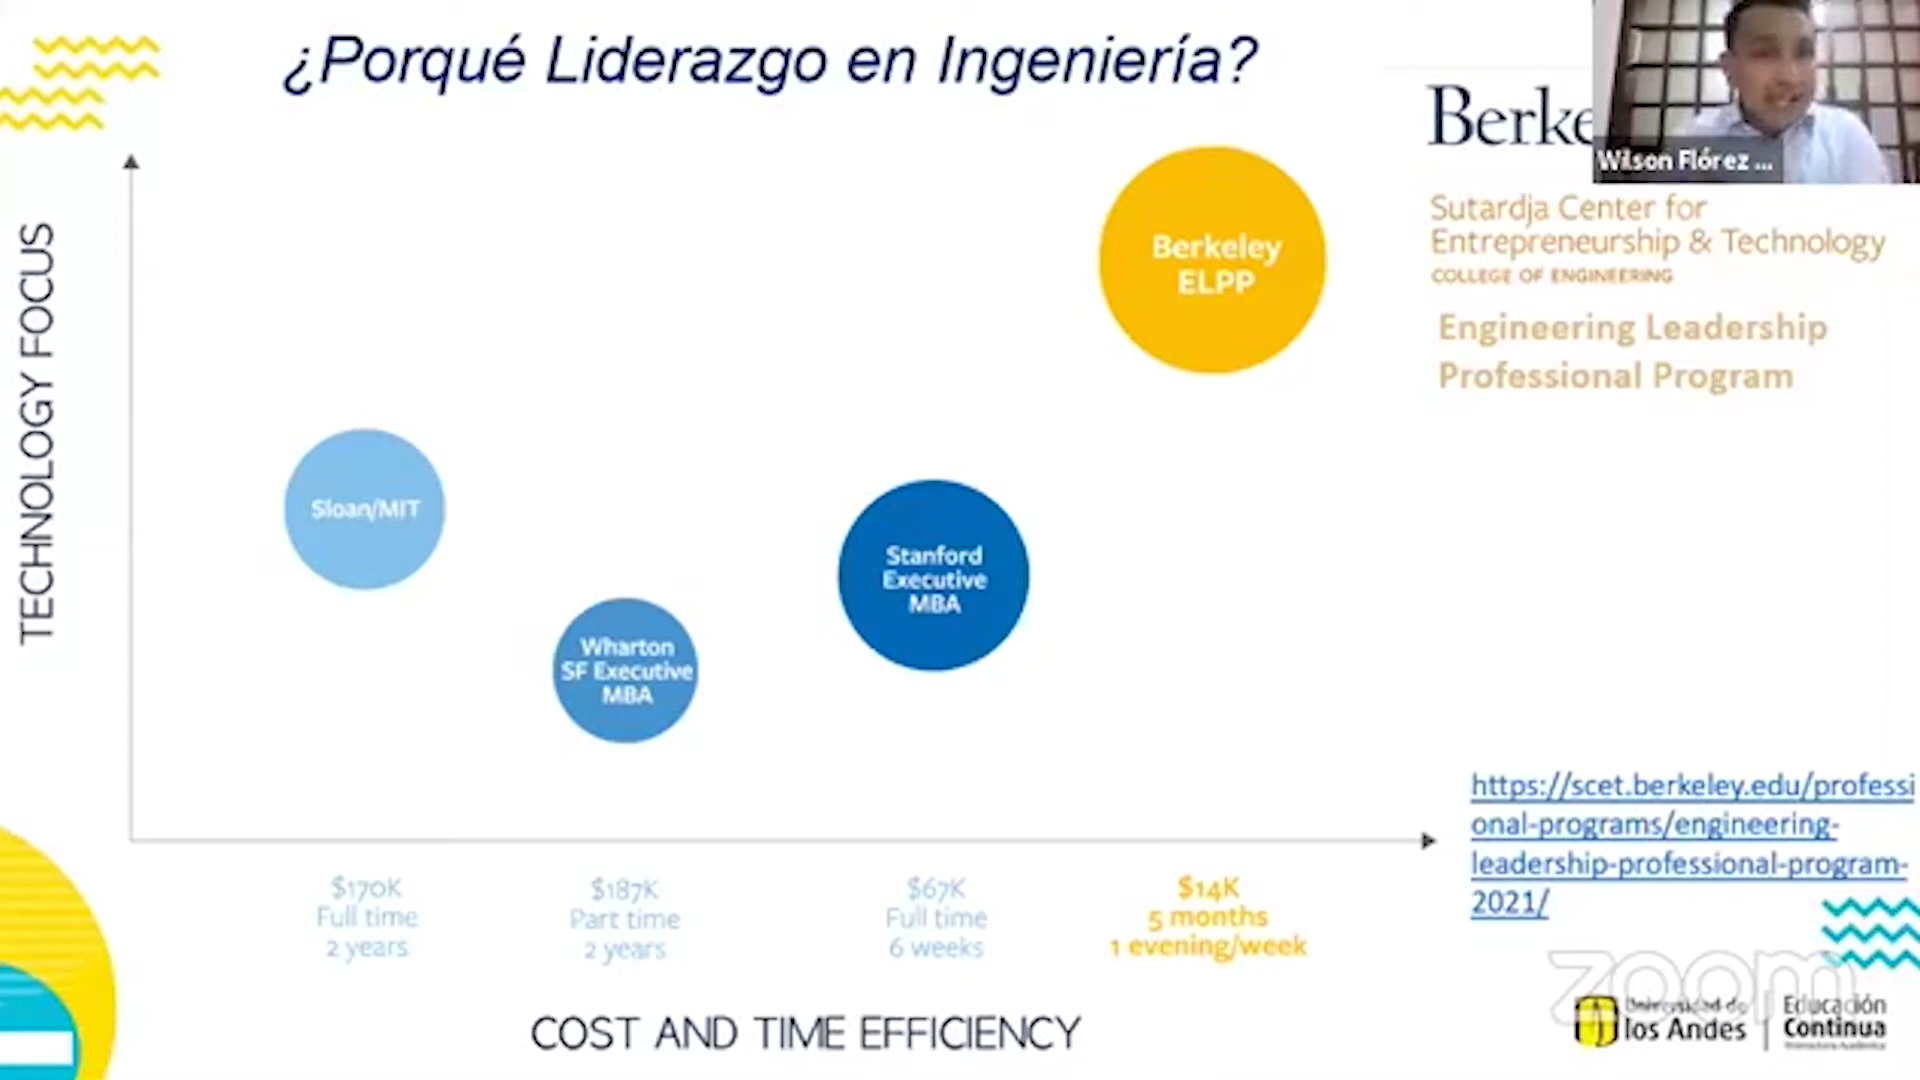 ¿Porqué Liderazgo en Ingeniería?
Berke
Wilson Flórez ...
Sutardja Center for
Entrepreneurship & Technology
COLLEGE OF ENGINEERING
Engineering Leadership
Professional Program
TECHNOLOGY FOCUS
Berkeley
ELPP
Sloan/MIT
Stanford
Executive
MBA
Wharton
SF Executive
MBA
https://scet.berkeley.edu/professi
onal-programs/engineering-
leadership-professional-program-
2021/
$170K
Full time
2 years
$187K
Part time
2 years
$67K
Full time
6 weeks
$14K
5 months
1 evening/week
COST AND TIME EFFICIENCY
zoom
Universidad de
los Andes
Educación
Continua